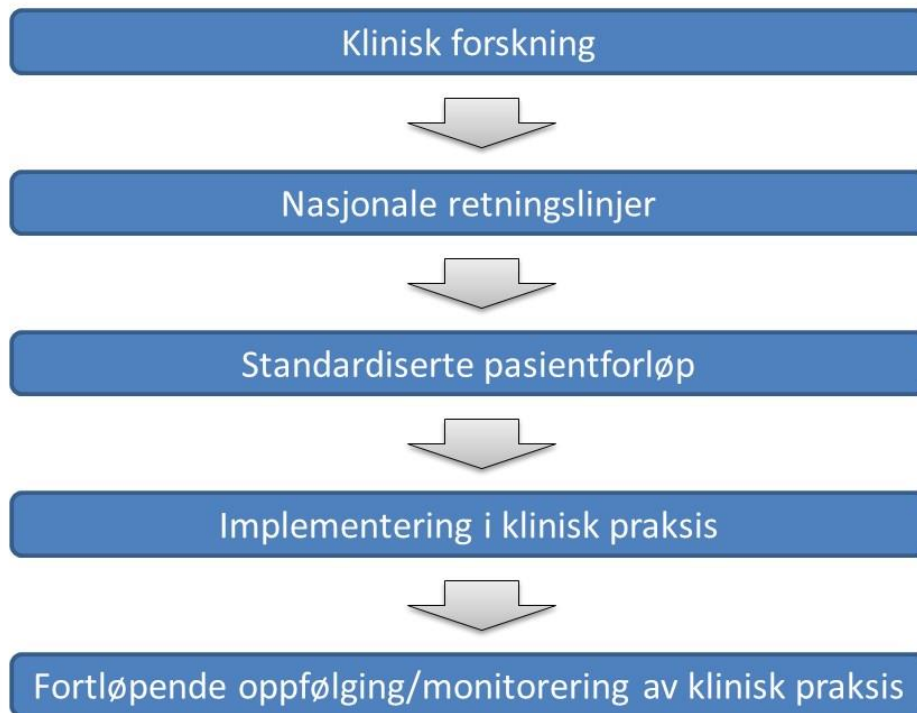 Klinisk forskning
Nasjonale retningslinjer
Standardiserte pasientforløp
Implementering i klinisk praksis
Fortløpende oppfølging/monitorering av klinisk praksis